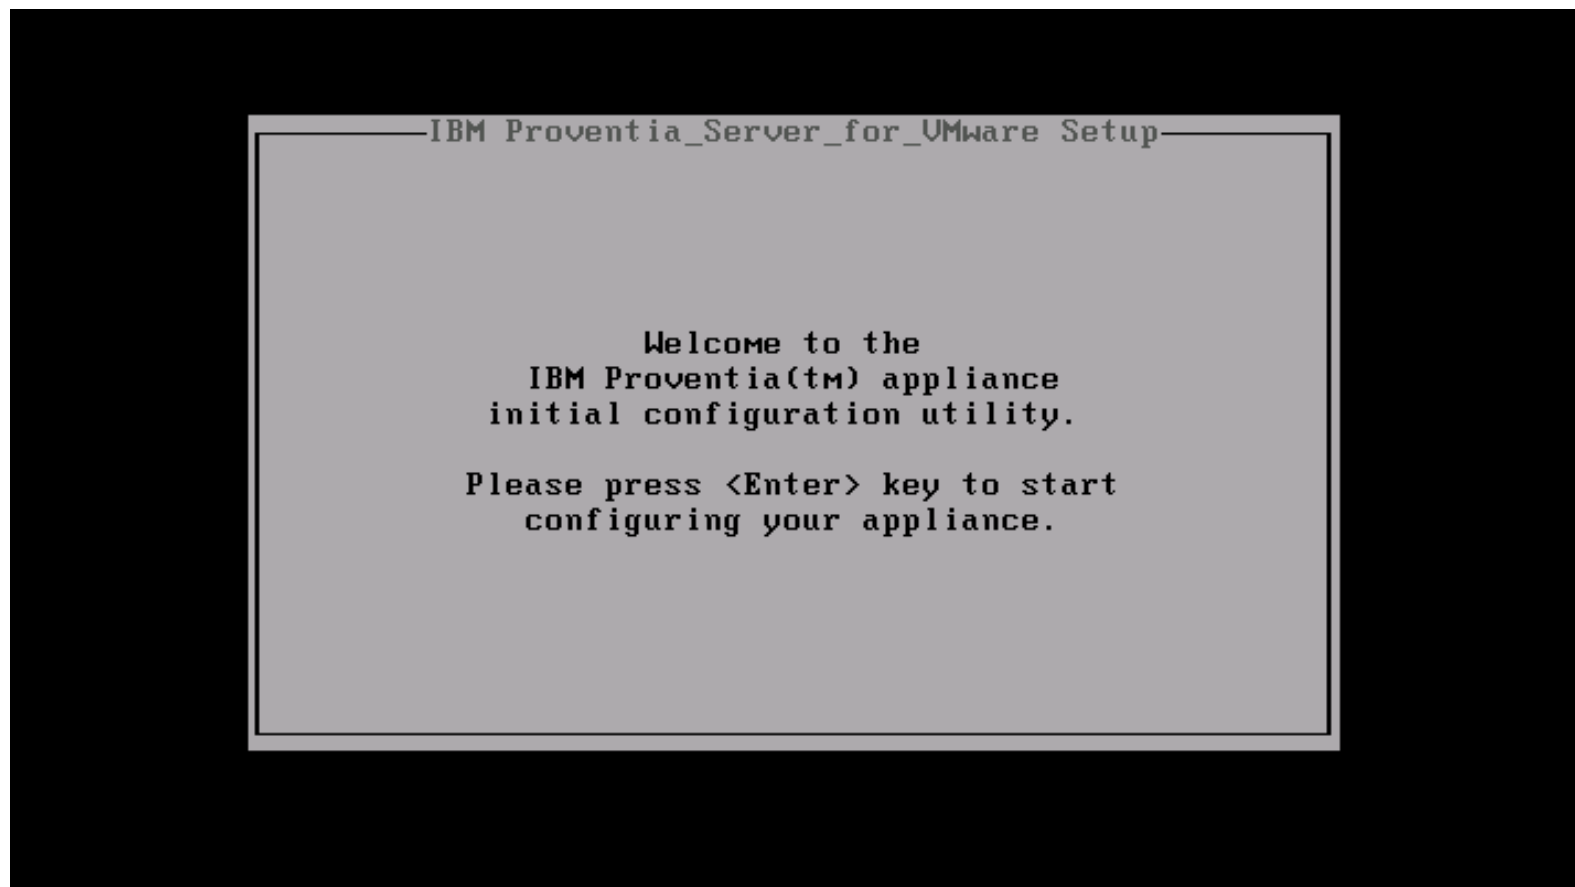 IBM Proventia_Server_for_VMware Setup
Welcome to the
IBM Proventia(tm) appliance
initial configuration utility.
Please press <Enter> key to start
configuring your appliance.